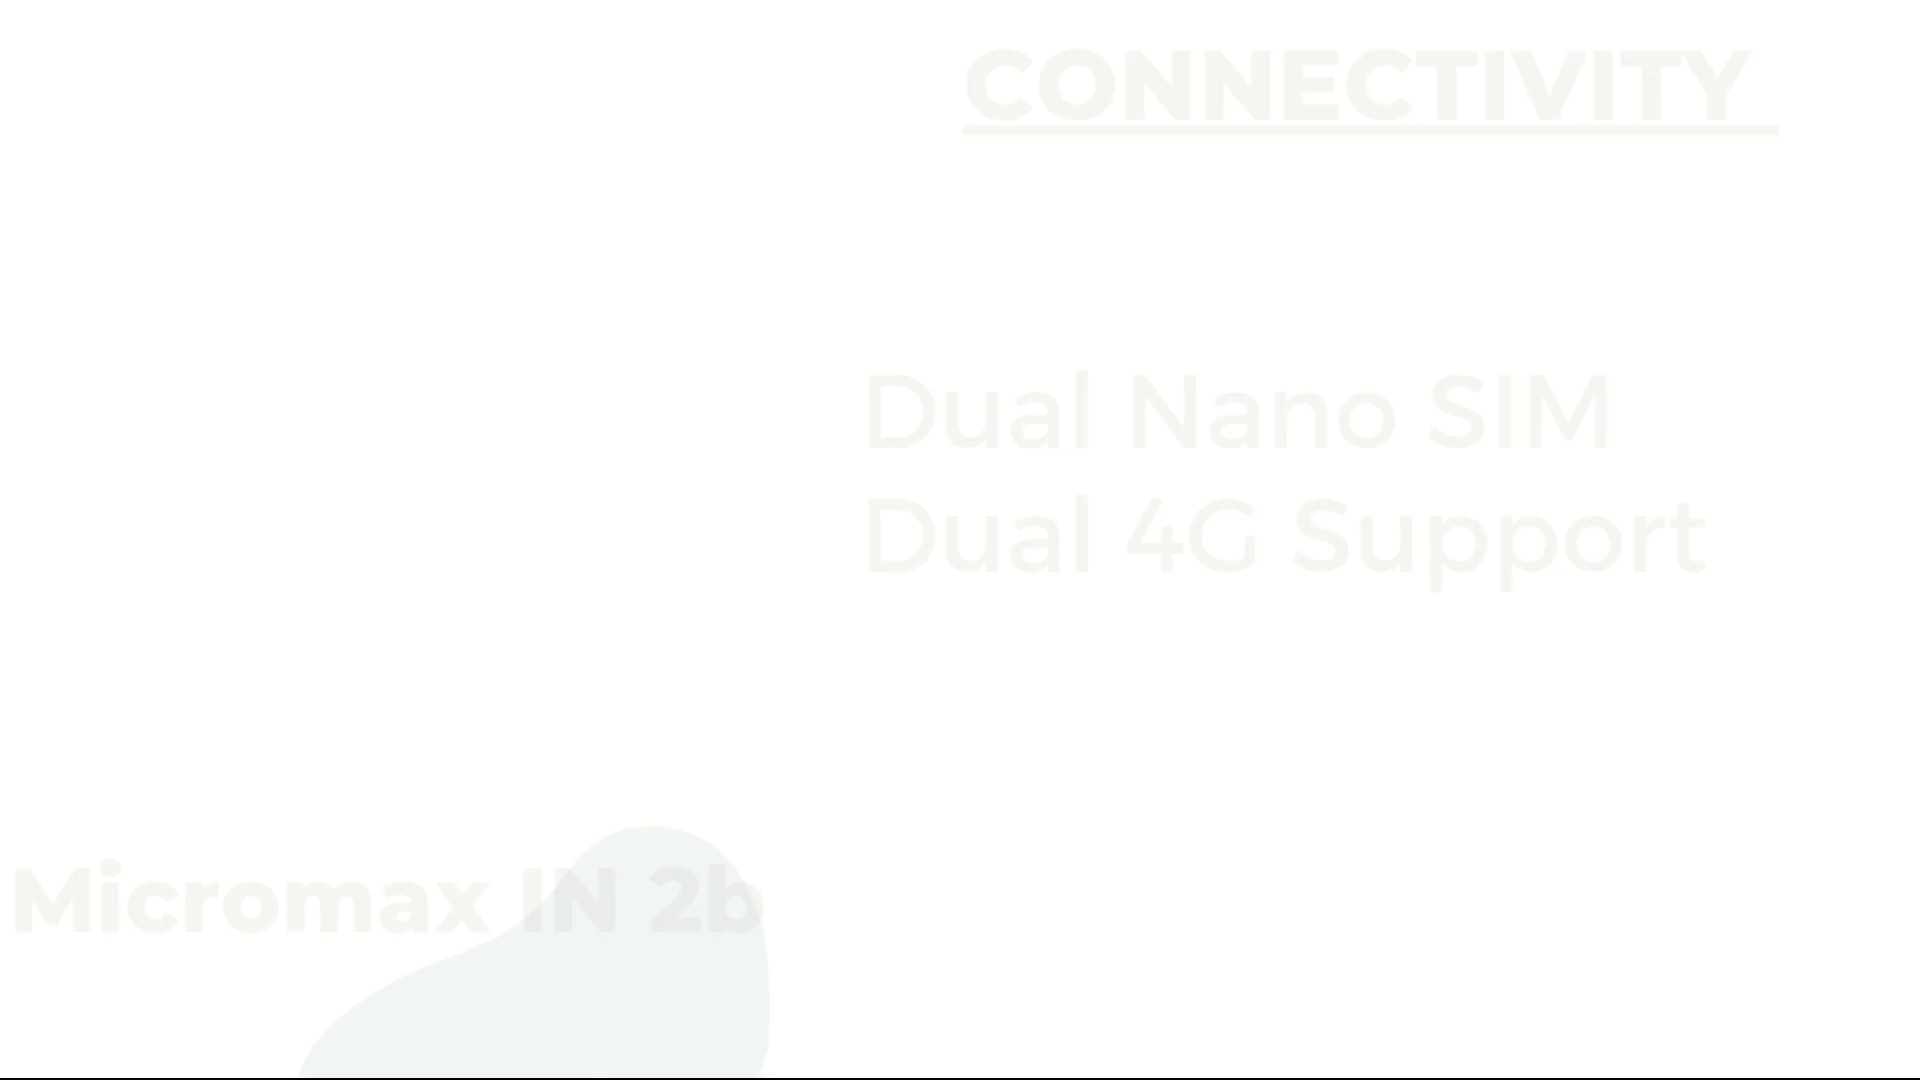 CONNECTIVITY
Dual Nano SIM
Dual 4G Support
Micromax IN 2b